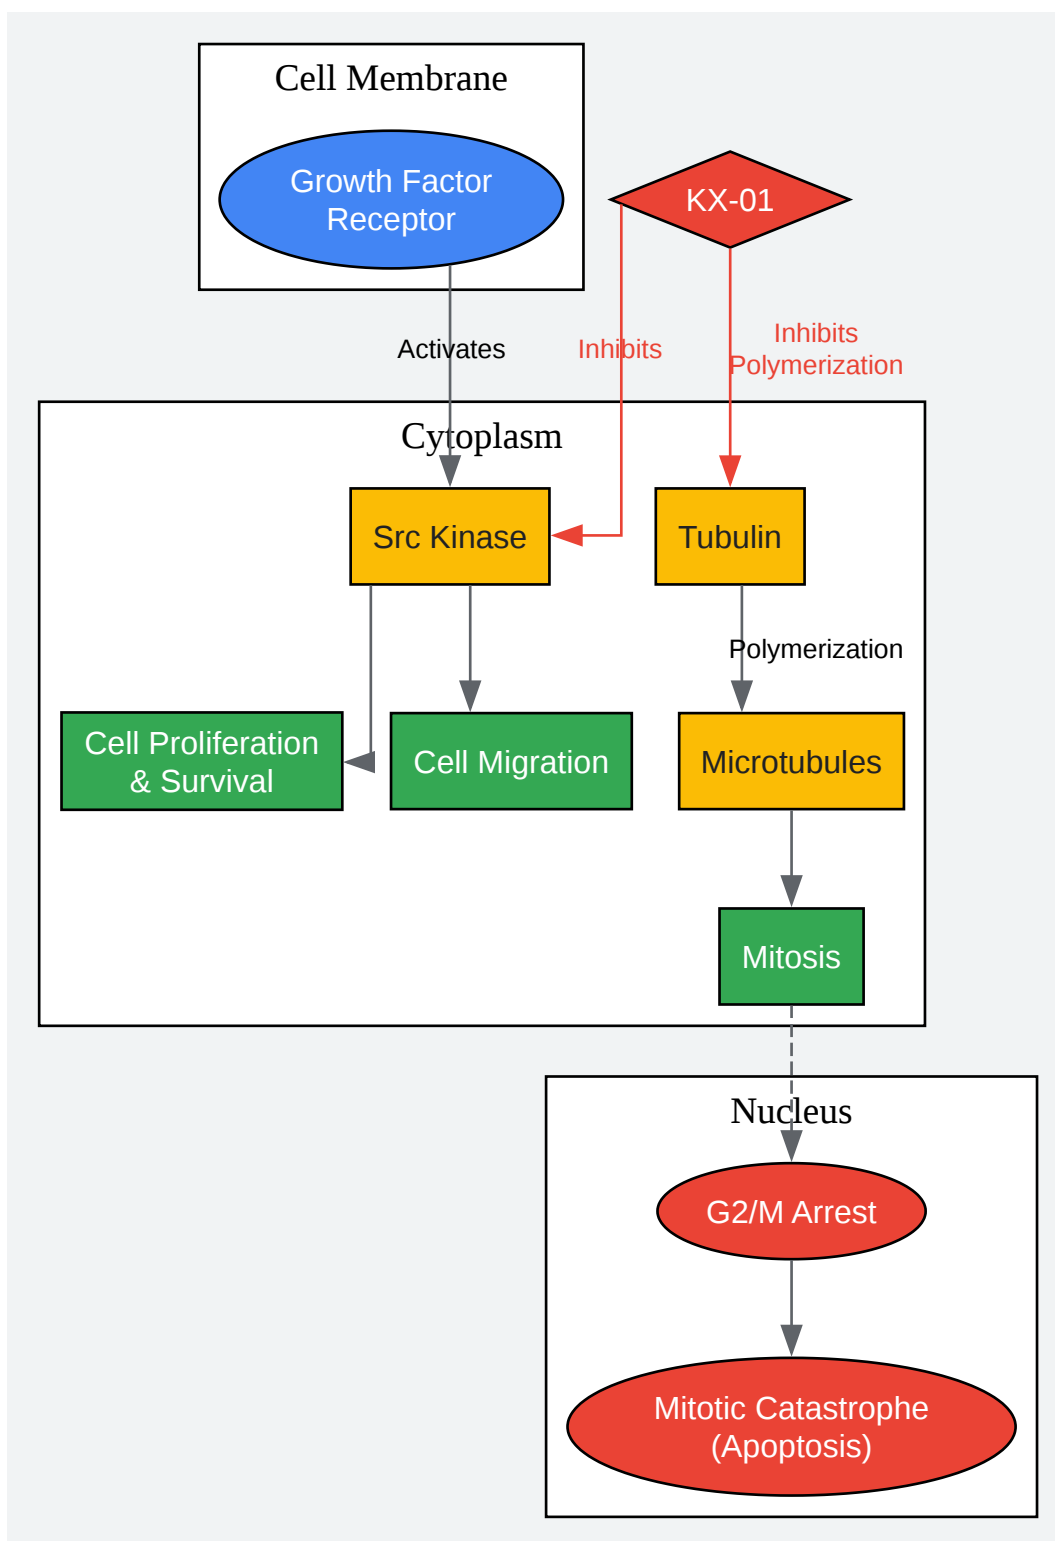 Cell Membrane
Growth Factor
Receptor
KX-01
Activates
Inhibits
Inhibits
Polymerization
Cytoplasm
Src Kinase
Tubulin
Polymerization
Cell Proliferation
& Survival
Cell Migration
Microtubules
Mitosis
Nucleus
G2/M Arrest
Mitotic Catastrophe
(Apoptosis)